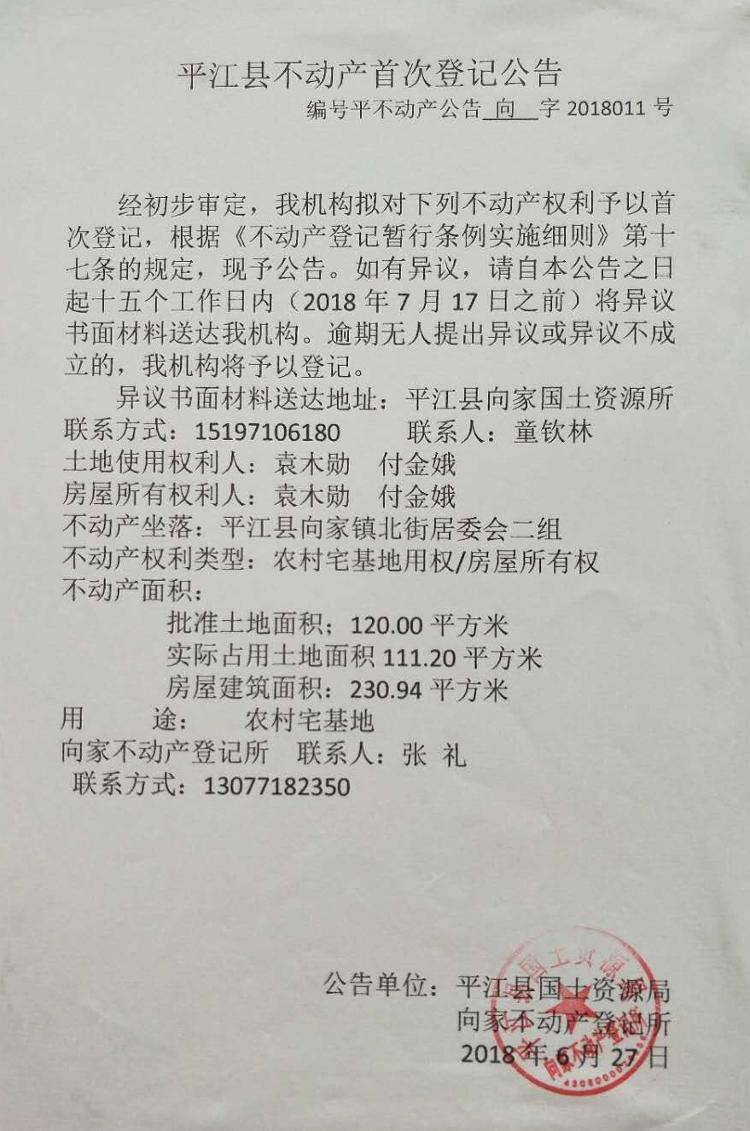 平江县不动产首次登记公告
编号平不动产公告 向 字 2018011 号
经初步审定，我机构拟对下列不动产权利予以首
次登记，根据《不动产登记暂行条例实施细则》第十
七条的规定，现予公告。如有异议，请自本公告之日
起十五个工作日内（2018 年 7 月 17 日之前）将异议
书面材料送达我机构。逾期无人提出异议或异议不成
立的，我机构将予以登记。
异议书面材料送达地址：平江县向家国土资源所
联系方式：15197106180 联系人：童钦林
土地使用权利人：袁木勋 付金娥
房屋所有权利人：袁木勋 付金娥
不动产坐落：平江县向家镇北街居委会二组
不动产权利类型：农村宅基地用权/房屋所有权
不动产面积：
批准土地面积；120.00 平方米
实际占用土地面积 111.20 平方米
房屋建筑面积：230.94 平方米
用 途： 农村宅基地
向家不动产登记所 联系人：张 礼
联系方式：13077182350
公告单位：平江县国土资源局
向家不动产登记所
2018 年 6 月 27 日